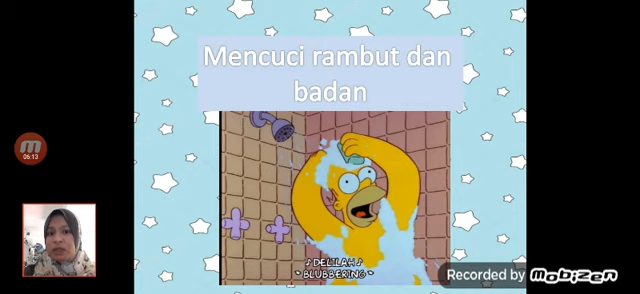 Mencuci rambut dan
badan
06:13
♪ DELILAH ♪
* BLUBBERING *
Recorded by
MOBIZEN